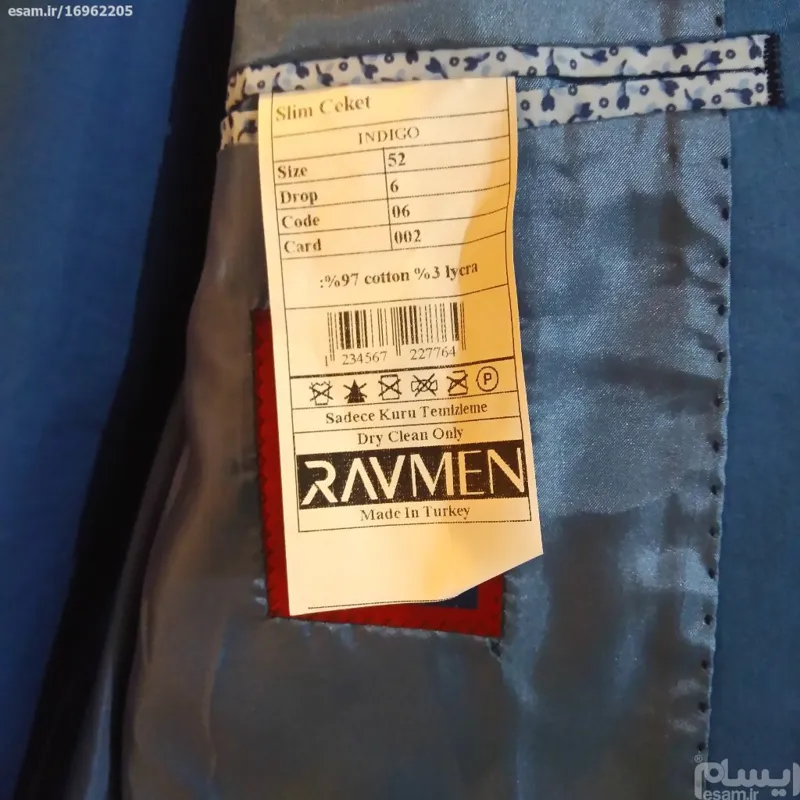 esam.ir/16962205
Slim Ceket
INDIGO
Size 52
Drop 6
Code 06
Card 002
:%97 cotton %3 lycra
1 234567 227764
P
Sadece Kuru Temizleme
Dry Clean Only
RAVMEN
Made In Turkey
ایسام
esam.ir